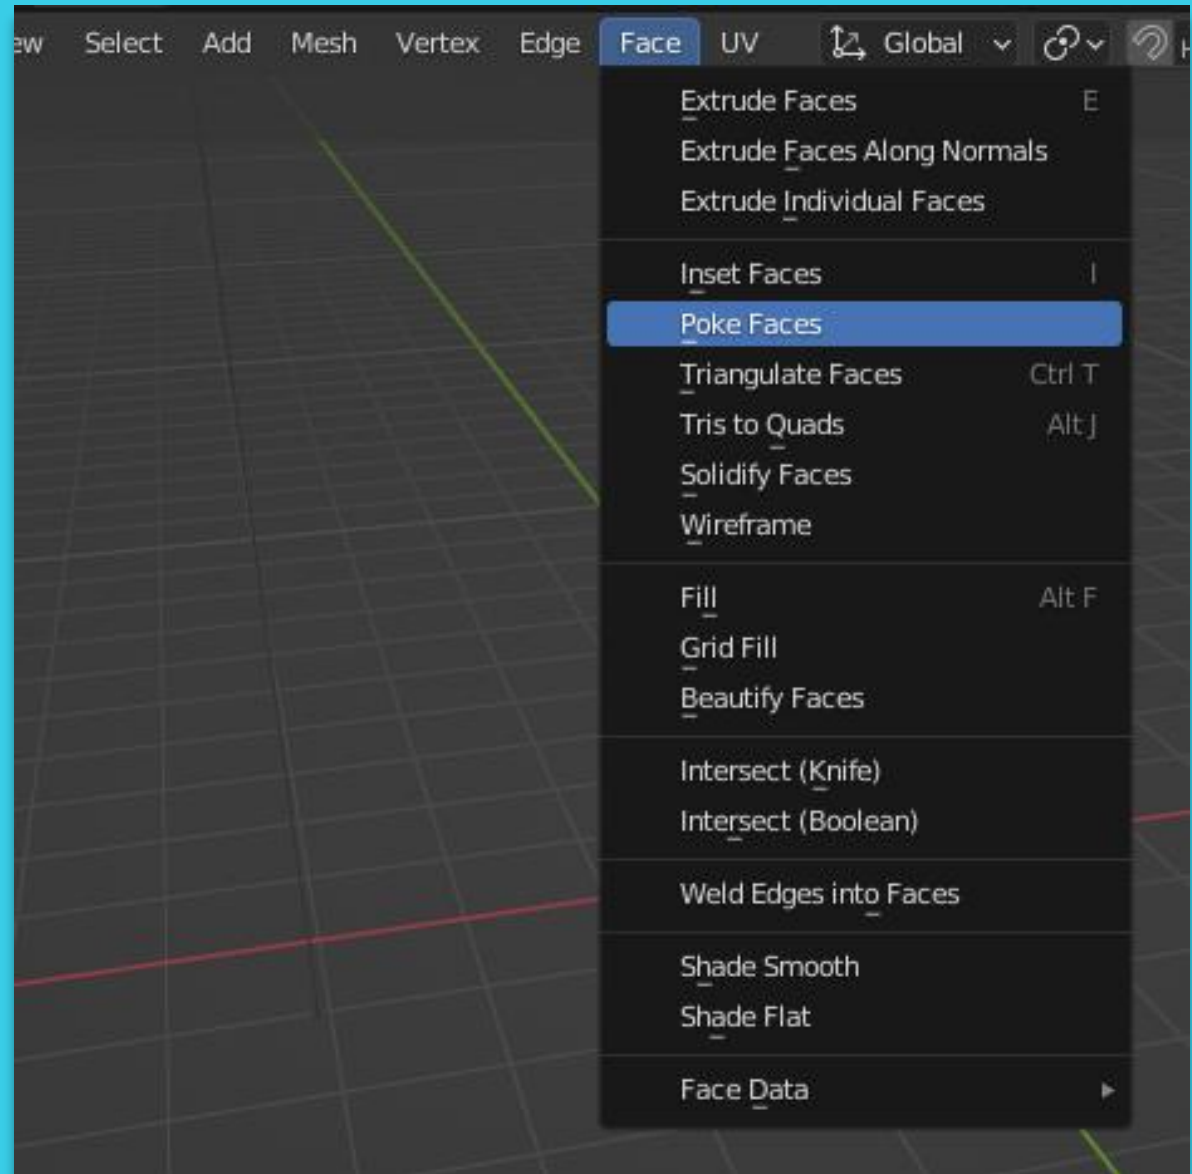 ew Select Add Mesh Vertex Edge Face UV Global
Extrude Faces E
Extrude Faces Along Normals
Extrude Individual Faces
Inset Faces I
Poke Faces
Triangulate Faces Ctrl T
Tris to Quads Alt J
Solidify Faces
Wireframe
Fill Alt F
Grid Fill
Beautify Faces
Intersect (Knife)
Intersect (Boolean)
Weld Edges into Faces
Shade Smooth
Shade Flat
Face Data